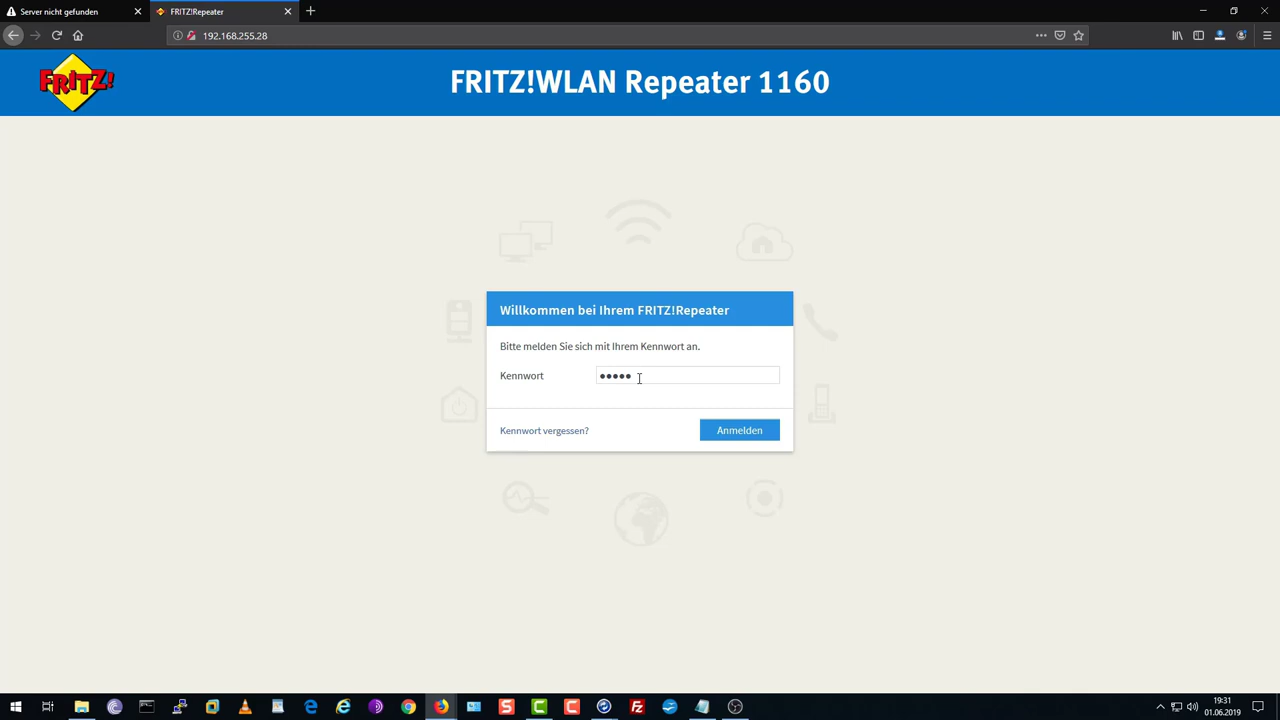 Server nicht gefunden
FRITZ!Repeater
192.168.255.28
FRITZ!
FRITZ!WLAN Repeater 1160
Willkommen bei Ihrem FRITZ!Repeater
Bitte melden Sie sich mit Ihrem Kennwort an.
Kennwort
•••••
Kennwort vergessen?
Anmelden
S
C
C
Fz
19:31
01.06.2019